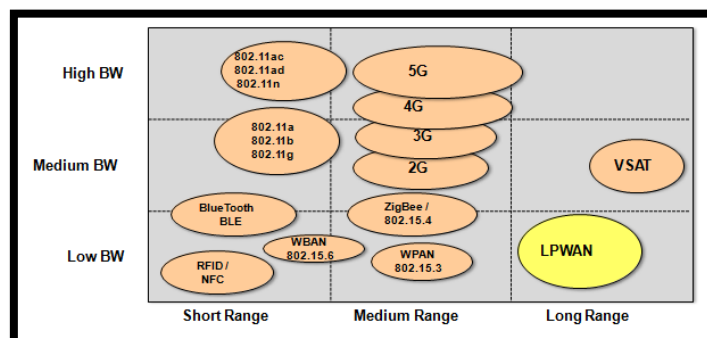 High BW
802.11ac
802.11ad
802.11n
5G
4G
Medium BW
802.11a
802.11b
802.11g
3G
2G
VSAT
BlueTooth
BLE
ZigBee /
802.15.4
Low BW
WBAN
802.15.6
WPAN
802.15.3
LPWAN
RFID /
NFC
Short Range
Medium Range
Long Range